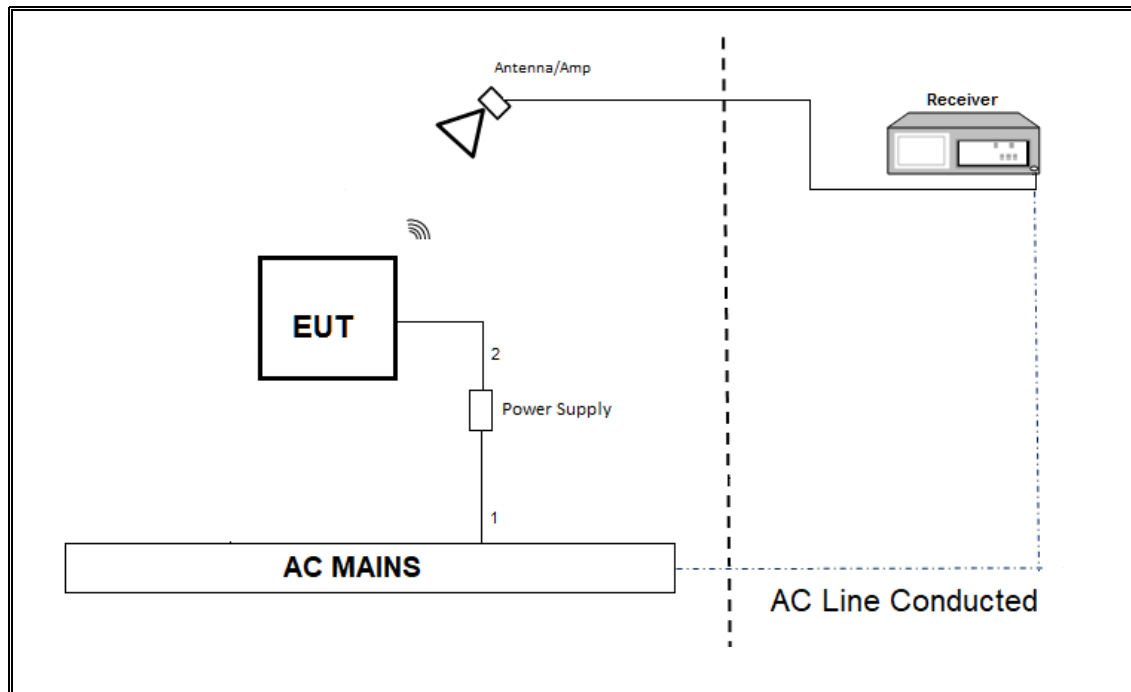 Antenna/Amp
Receiver
EUT
2
Power Supply
1
AC MAINS
AC Line Conducted